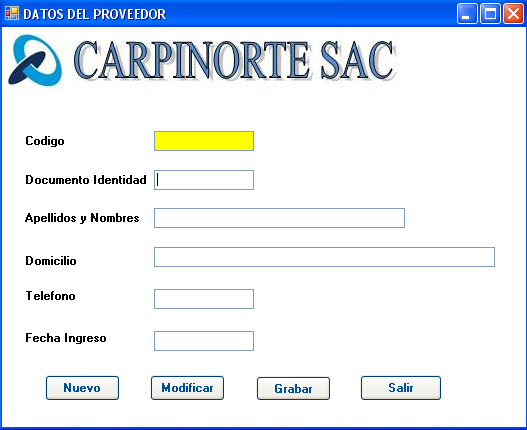 DATOS DEL PROVEEDOR
CARPINORTE SAC
Codigo
Documento Identidad
Apellidos y Nombres
Domicilio
Telefono
Fecha Ingreso
Nuevo Modificar Grabar Salir